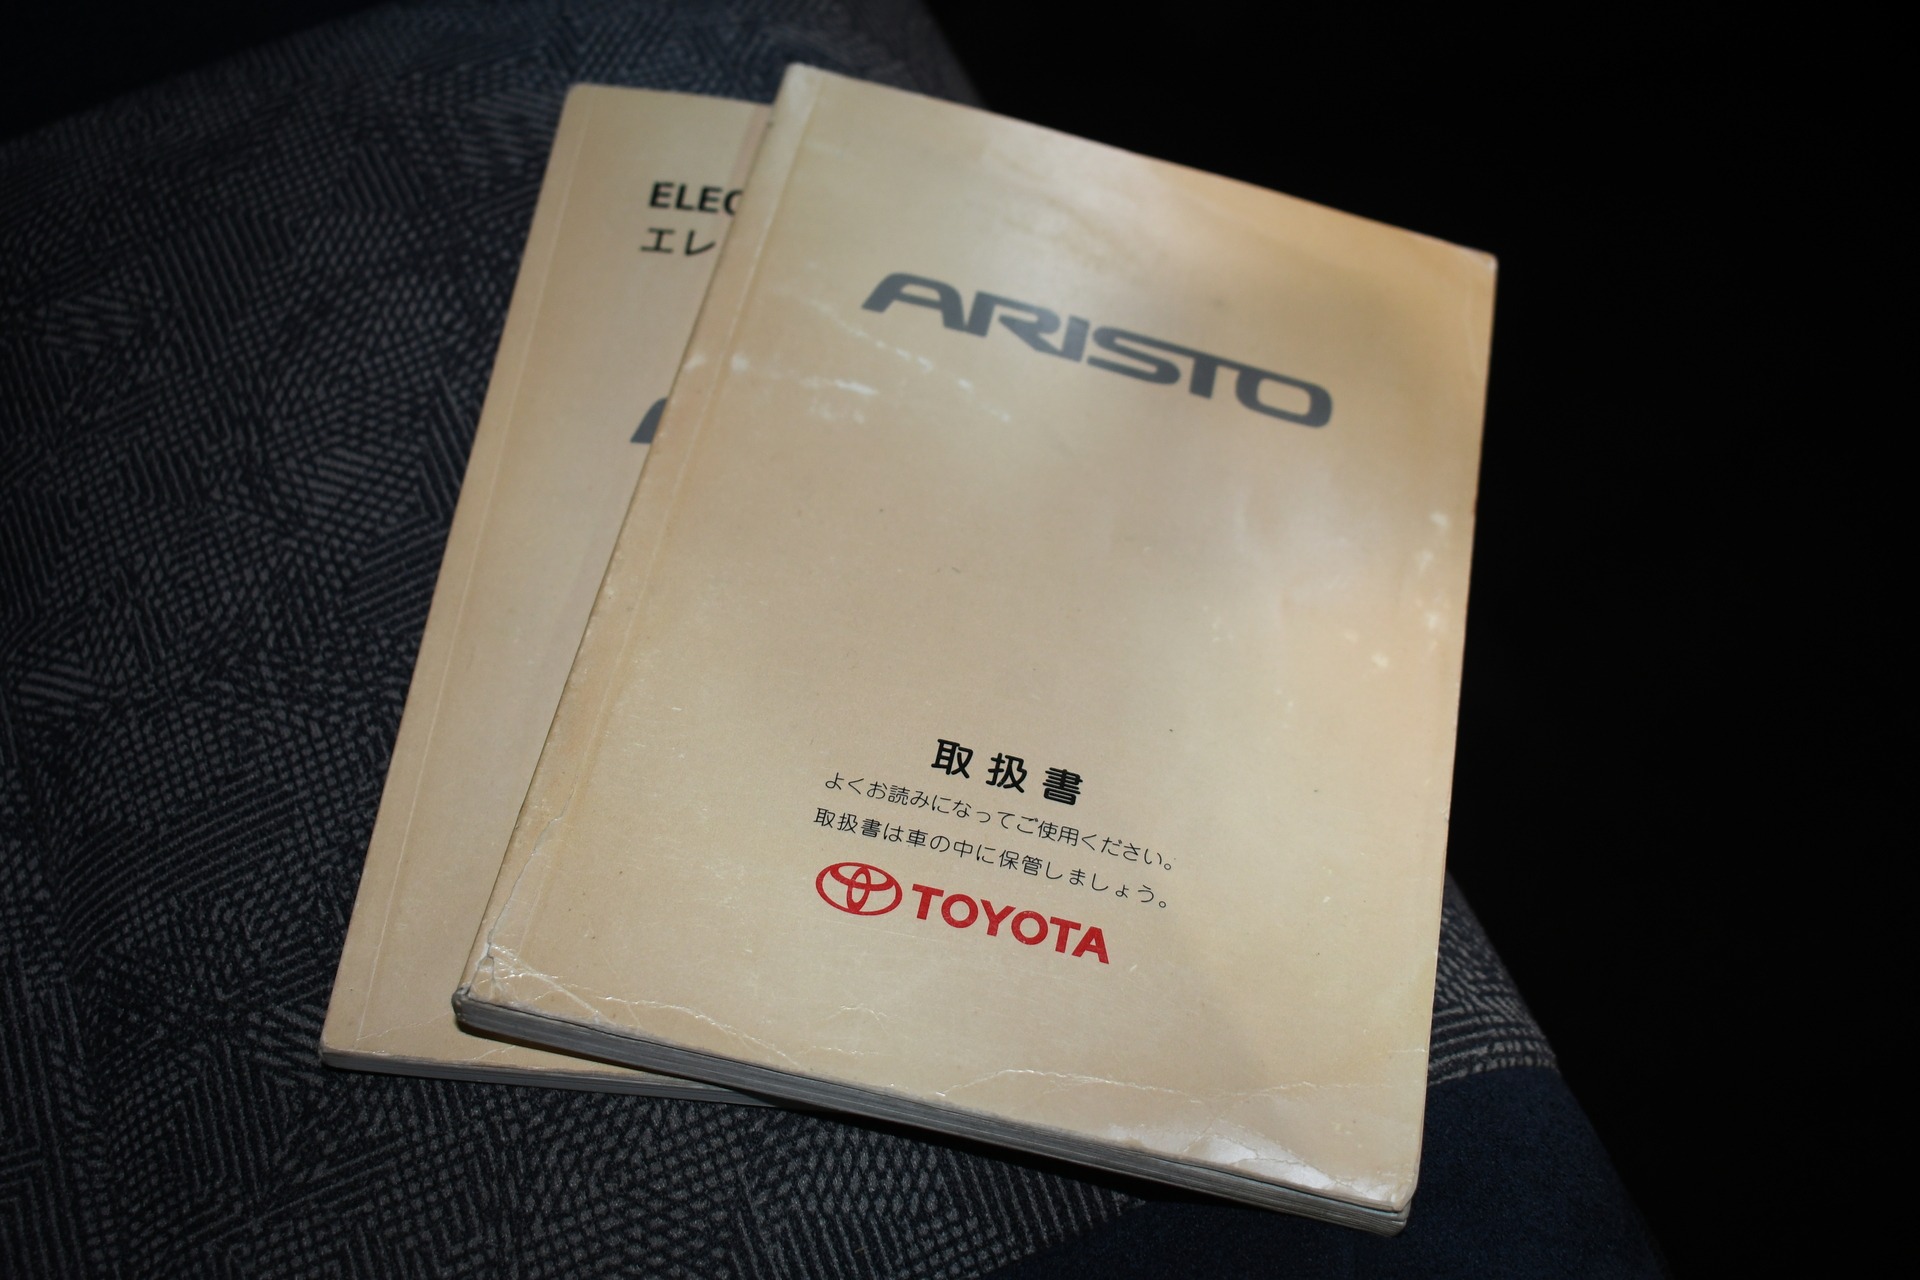 ELEC
エレ
ARISTO
取扱書
よくお読みになってご使用ください。
取扱書は車の中に保管しましょう。
TOYOTA